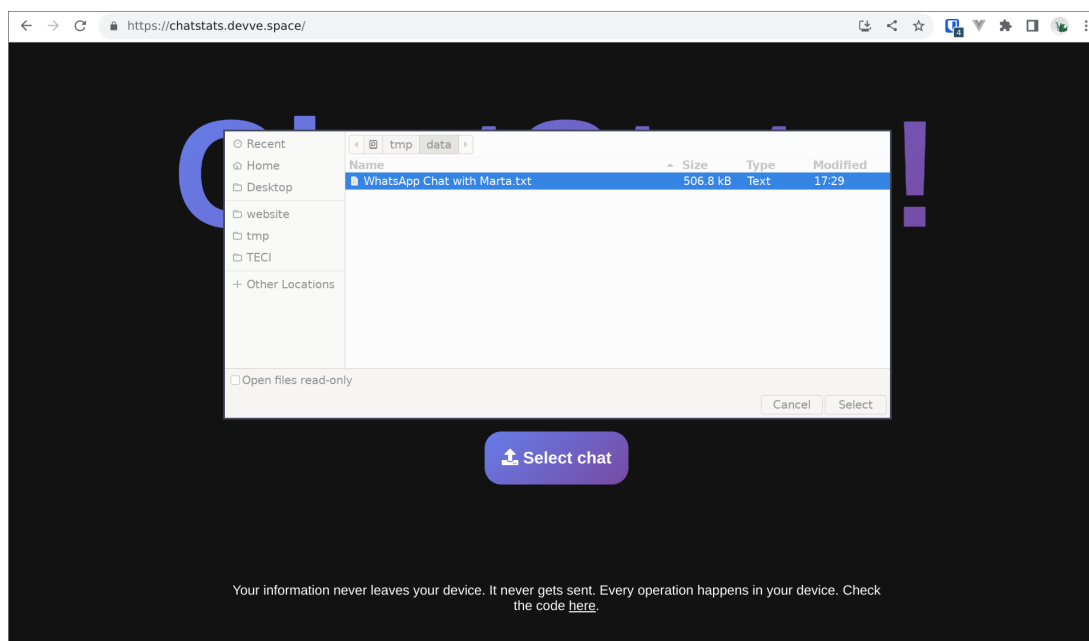 https://chatstats.devve.space/
4
!
Recent
tmp data
Home
Name Size Type Modified
WhatsApp Chat with Marta.txt 506.8 kB Text 17:29
Desktop
website
tmp
TECI
Other Locations
Open files read-only
Cancel Select
Select chat
Your information never leaves your device. It never gets sent. Every operation happens in your device. Check
the code here.